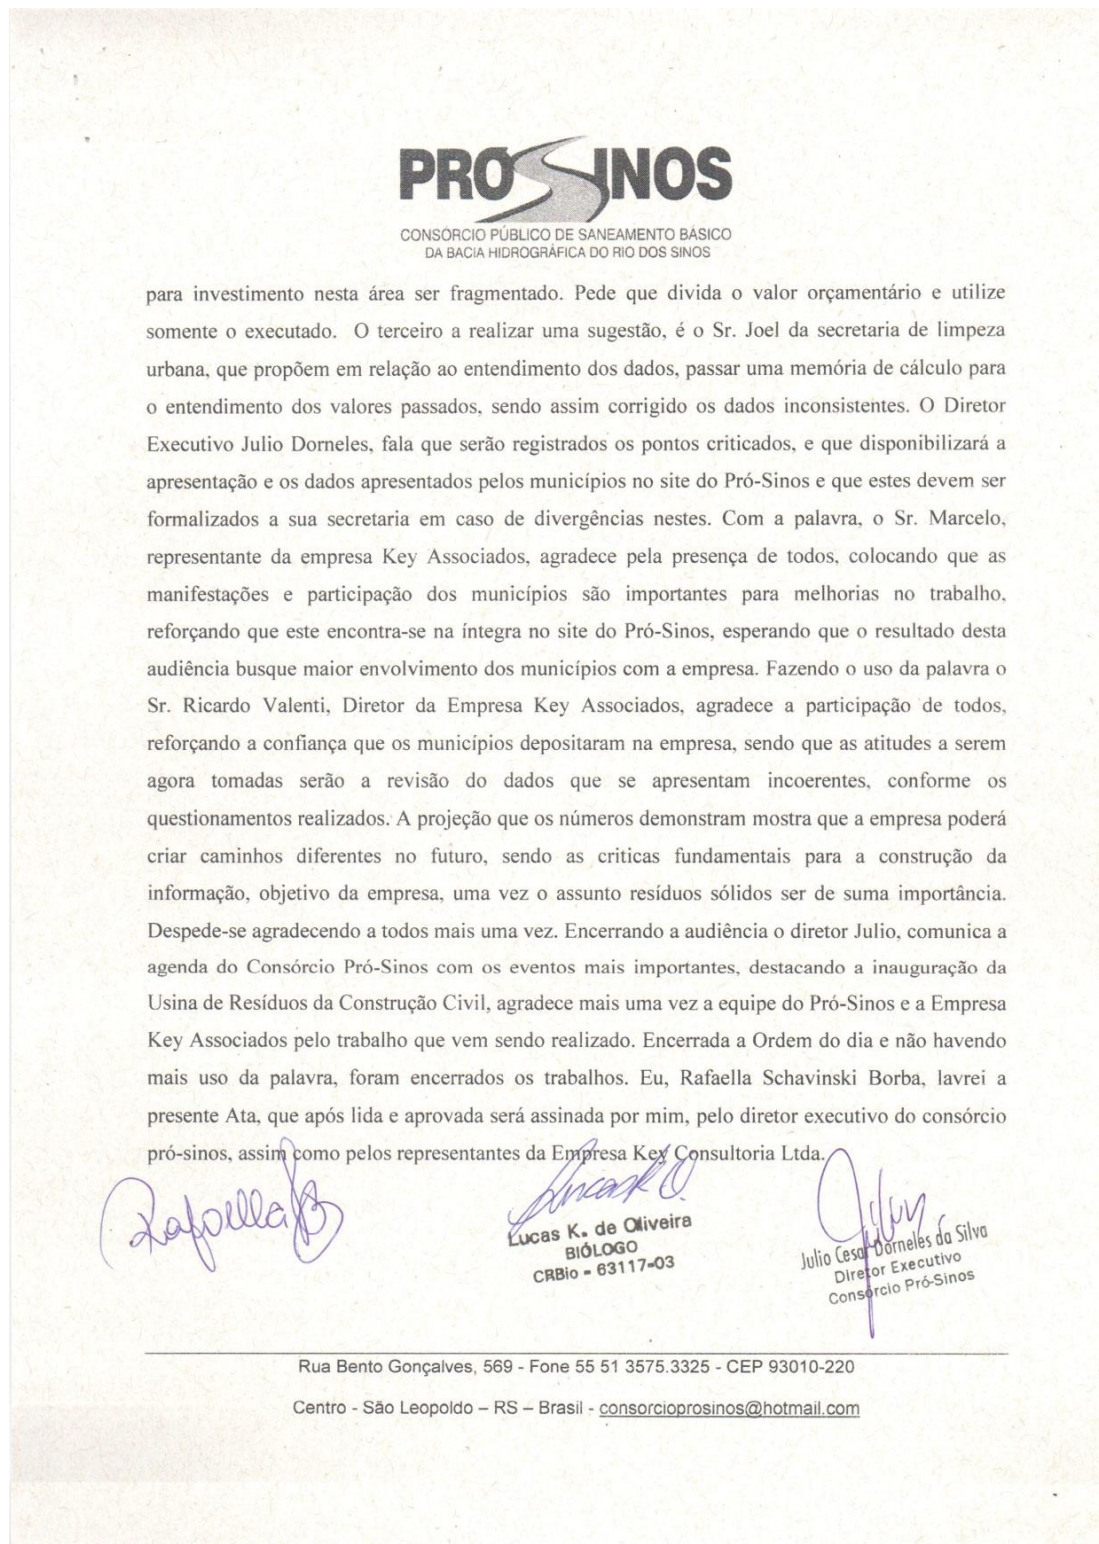 PRÓSINOS
CONSÓRCIO PÚBLICO DE SANEAMENTO BÁSICO
DA BACIA HIDROGRÁFICA DO RIO DOS SINOS
para investimento nesta área ser fragmentado. Pede que divida o valor orçamentário e utilize
somente o executado. O terceiro a realizar uma sugestão, é o Sr. Joel da secretaria de limpeza
urbana, que propõem em relação ao entendimento dos dados, passar uma memória de cálculo para
o entendimento dos valores passados, sendo assim corrigido os dados inconsistentes. O Diretor
Executivo Julio Dorneles, fala que serão registrados os pontos criticados, e que disponibilizará a
apresentação e os dados apresentados pelos municípios no site do Pró-Sinos e que estes devem ser
formalizados a sua secretaria em caso de divergências nestes. Com a palavra, o Sr. Marcelo,
representante da empresa Key Associados, agradece pela presença de todos, colocando que as
manifestações e participação dos municípios são importantes para melhorias no trabalho,
reforçando que este encontra-se na íntegra no site do Pró-Sinos, esperando que o resultado desta
audiência busque maior envolvimento dos municípios com a empresa. Fazendo o uso da palavra o
Sr. Ricardo Valenti, Diretor da Empresa Key Associados, agradece a participação de todos,
reforçando a confiança que os municípios depositaram na empresa, sendo que as atitudes a serem
agora tomadas serão a revisão do dados que se apresentam incoerentes, conforme os
questionamentos realizados. A projeção que os números demonstram mostra que a empresa poderá
criar caminhos diferentes no futuro, sendo as criticas fundamentais para a construção da
informação, objetivo da empresa, uma vez o assunto resíduos sólidos ser de suma importância.
Despede-se agradecendo a todos mais uma vez. Encerrando a audiência o diretor Julio, comunica a
agenda do Consórcio Pró-Sinos com os eventos mais importantes, destacando a inauguração da
Usina de Resíduos da Construção Civil, agradece mais uma vez a equipe do Pró-Sinos e a Empresa
Key Associados pelo trabalho que vem sendo realizado. Encerrada a Ordem do dia e não havendo
mais uso da palavra, foram encerrados os trabalhos. Eu, Rafaella Schavinski Borba, lavrei a
presente Ata, que após lida e aprovada será assinada por mim, pelo diretor executivo do consórcio
pró-sinos, assim como pelos representantes da Empresa Key Consultoria Ltda.
Rafaella B
Lucas K. de Oliveira
BIÓLOGO
CRBio - 63117-03
Julio Cesar Dorneles da Silva
Diretor Executivo
Consórcio Pró-Sinos
Rua Bento Gonçalves, 569 - Fone 55 51 3575.3325 - CEP 93010-220
Centro - São Leopoldo – RS – Brasil - consorcioprosinos@hotmail.com